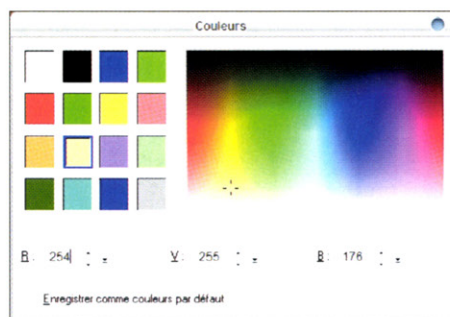 Couleurs
R: 254 V: 255 B: 176
Enregistrer comme couleurs par défaut